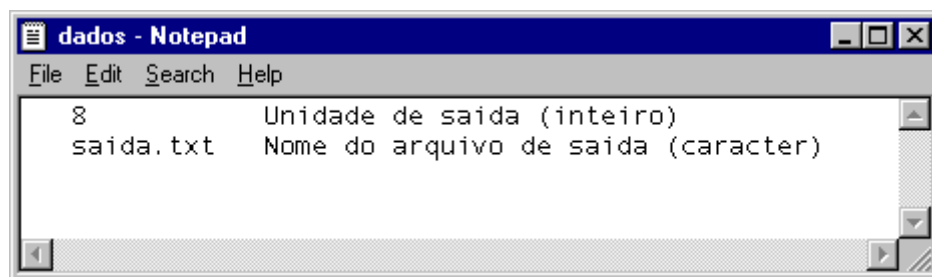 dados - Notepad
File Edit Search Help
8 Unidade de saida (inteiro)
saida.txt Nome do arquivo de saida (caracter)